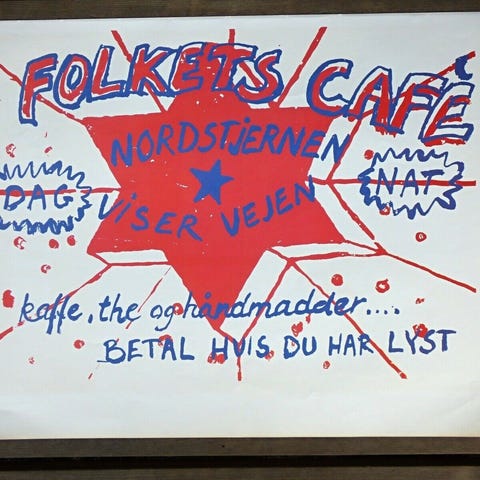 FOLKETS CAFÉ
NORDSTJERNEN
DAG
NAT
VISER VEJEN
kaffe, the og håndmadder....
BETAL HVIS DU HAR LYST